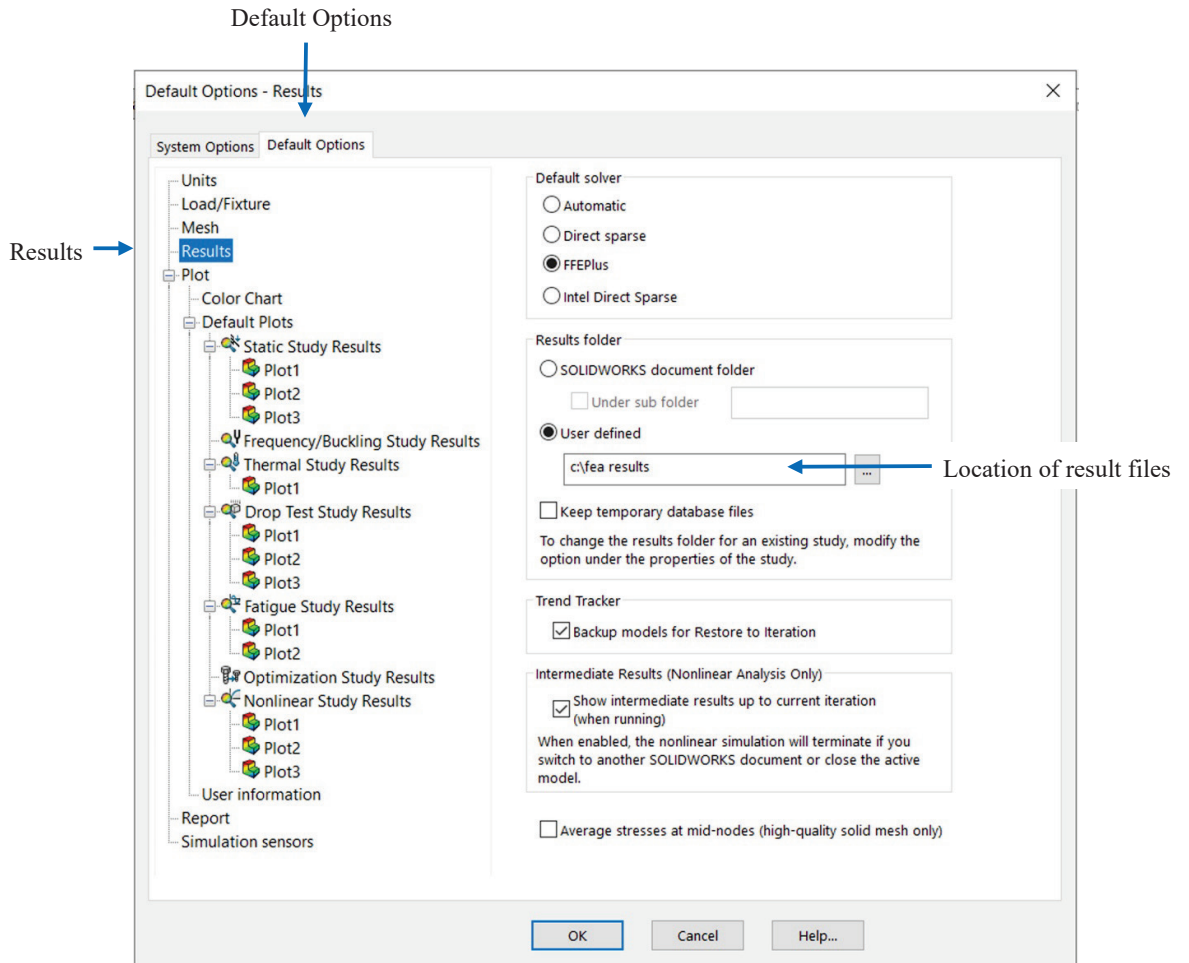 Default Options
Default Options - Results
System Options
Default Options
Results
Units
Load/Fixture
Mesh
Results
Plot
Color Chart
Default Plots
Static Study Results
Plot1
Plot2
Plot3
Frequency/Buckling Study Results
Thermal Study Results
Plot1
Drop Test Study Results
Plot1
Plot2
Plot3
Fatigue Study Results
Plot1
Plot2
Optimization Study Results
Nonlinear Study Results
Plot1
Plot2
Plot3
User information
Report
Simulation sensors
Default solver
Automatic
Direct sparse
FFEPlus
Intel Direct Sparse
Results folder
SOLIDWORKS document folder
Under sub folder
User defined
c:\fea results
...
Location of result files
Keep temporary database files
To change the results folder for an existing study, modify the
option under the properties of the study.
Trend Tracker
Backup models for Restore to Iteration
Intermediate Results (Nonlinear Analysis Only)
Show intermediate results up to current iteration
(when running)
When enabled, the nonlinear simulation will terminate if you
switch to another SOLIDWORKS document or close the active
model.
Average stresses at mid-nodes (high-quality solid mesh only)
OK
Cancel
Help...